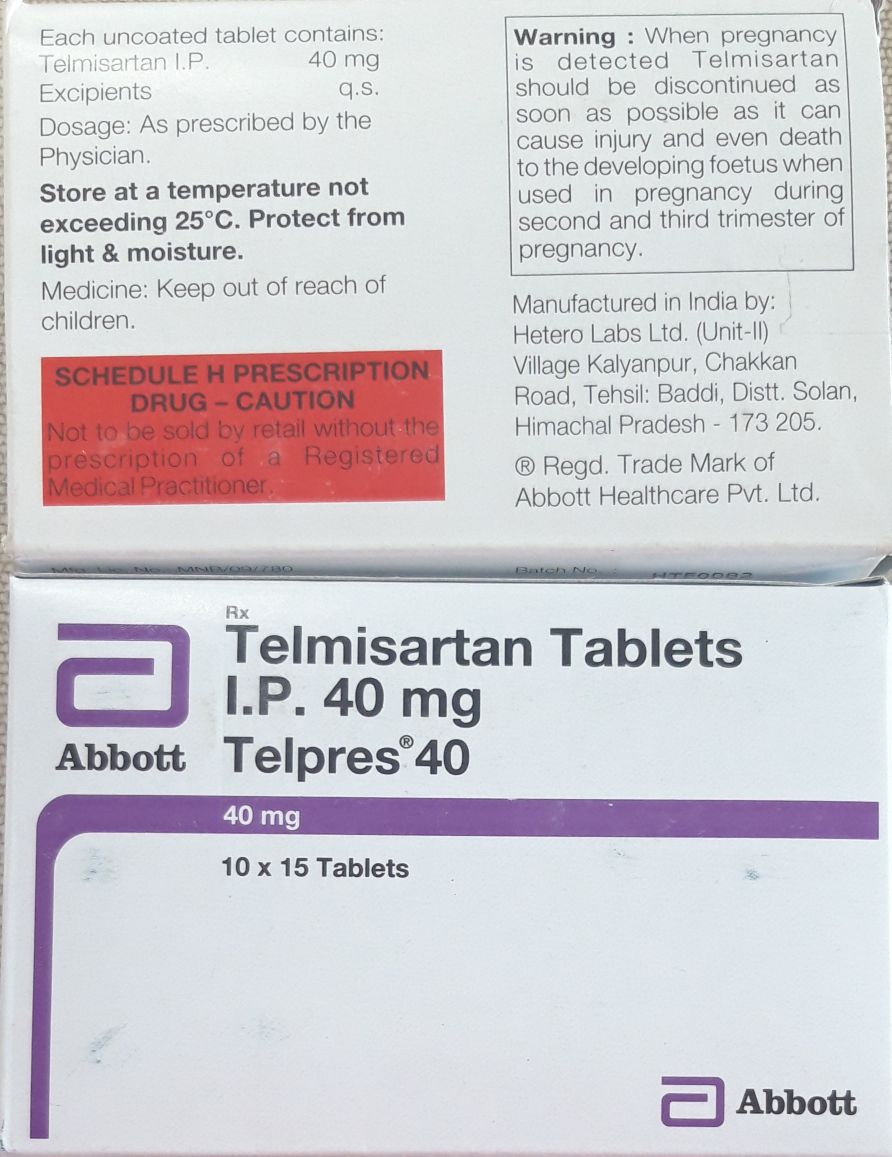 Each uncoated tablet contains:
Telmisartan I.P. 40 mg
Excipients q.s.
Dosage: As prescribed by the
Physician.
Store at a temperature not
exceeding 25°C. Protect from
light & moisture.
Medicine: Keep out of reach of
children.
SCHEDULE H PRESCRIPTION
DRUG – CAUTION
Not to be sold by retail without the
prescription of a Registered
Medical Practitioner.
Warning : When pregnancy
is detected Telmisartan
should be discontinued as
soon as possible as it can
cause injury and even death
to the developing foetus when
used in pregnancy during
second and third trimester of
pregnancy.
Manufactured in India by:
Hetero Labs Ltd. (Unit-II)
Village Kalyanpur, Chakkan
Road, Tehsil: Baddi, Distt. Solan,
Himachal Pradesh - 173 205.
® Regd. Trade Mark of
Abbott Healthcare Pvt. Ltd.
Mfg. Lic. No.
Batch No. :
Rx
Telmisartan Tablets
I.P. 40 mg
Abbott
Telpres®40
40 mg
10 x 15 Tablets
Abbott